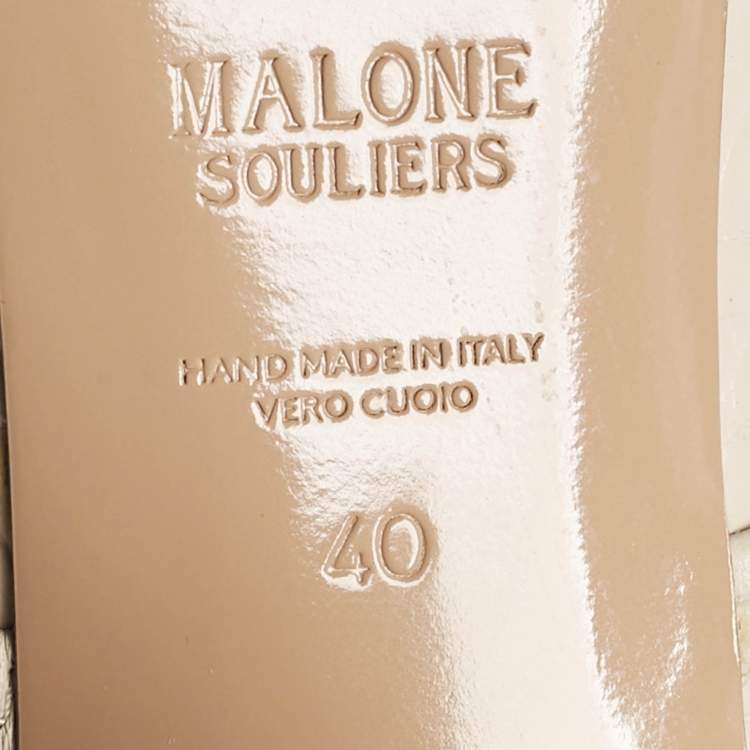 MALONE
SOULIERS
HAND MADE IN ITALY
VERO CUOIO
40